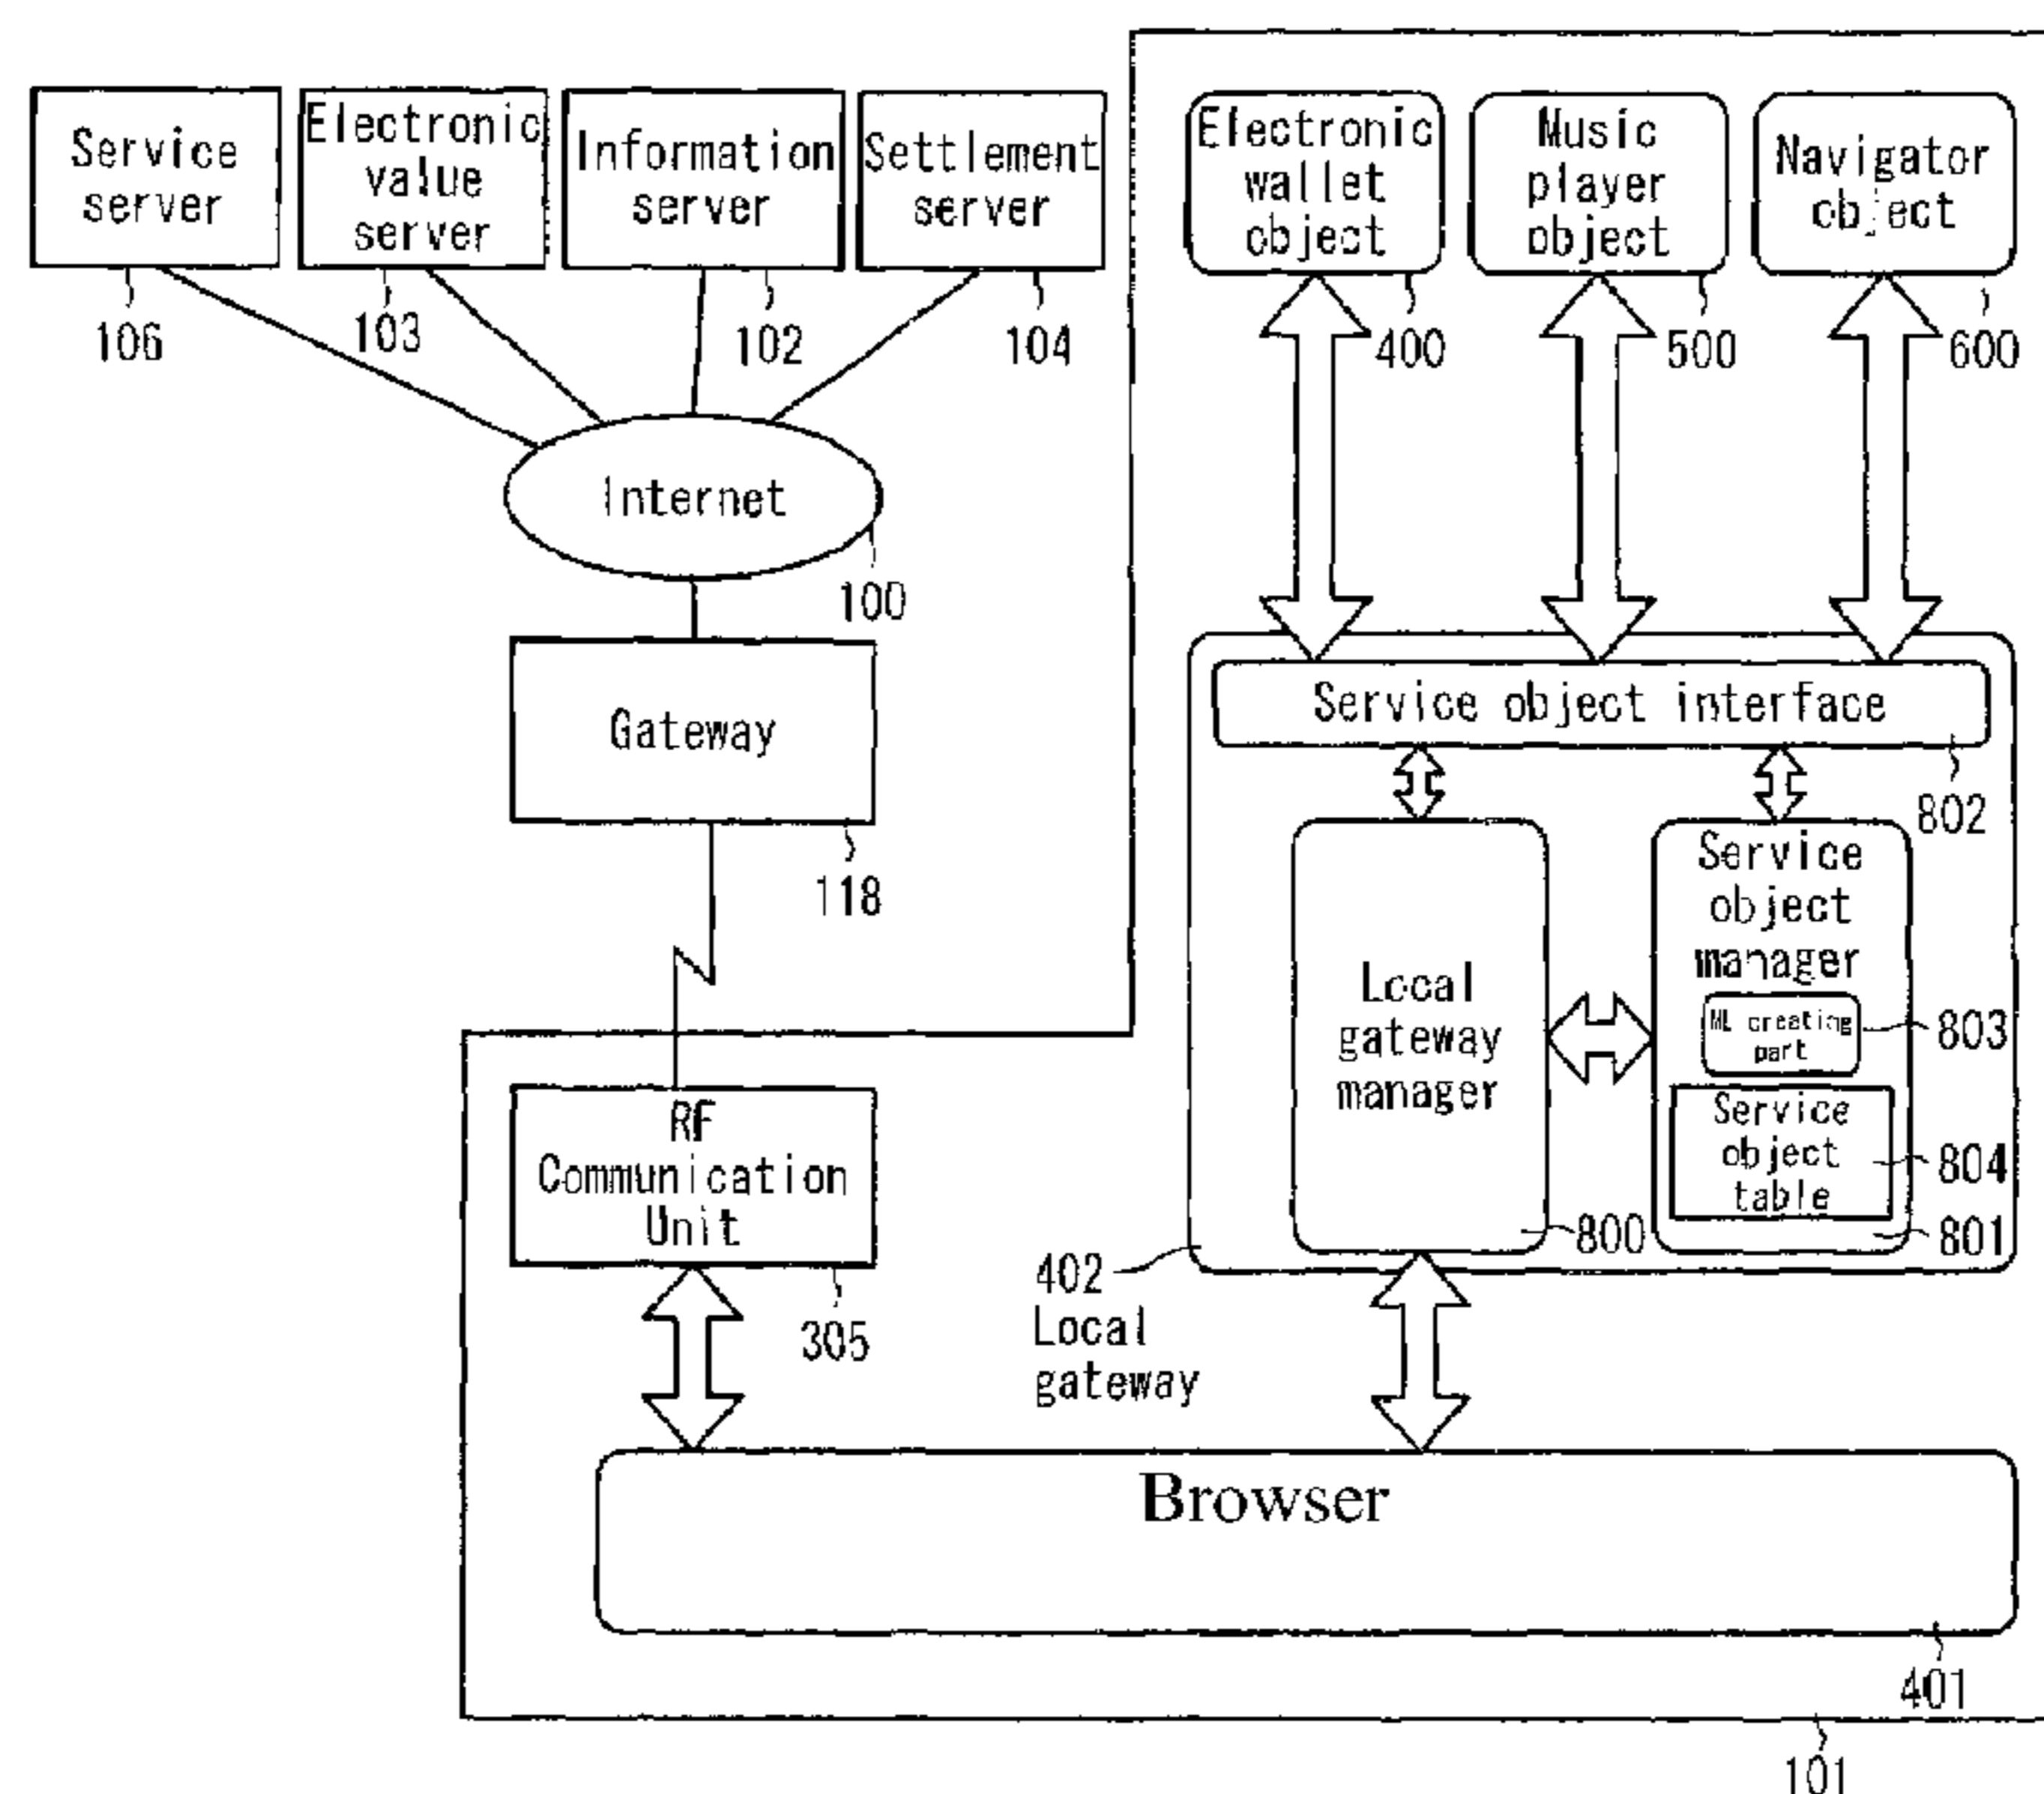 Service
server
106
Electronic
value
server
103
Information
server
102
Settlement
server
104
Internet
100
Gateway
118
RF
Communication
Unit
305
Electronic
wallet
object
400
Music
player
object
500
Navigator
object
600
Service object interface
802
Local
gateway
manager
800
Service
object
manager
ML creating
part
803
Service
object
table
804
801
402
Local
gateway
Browser
401
101